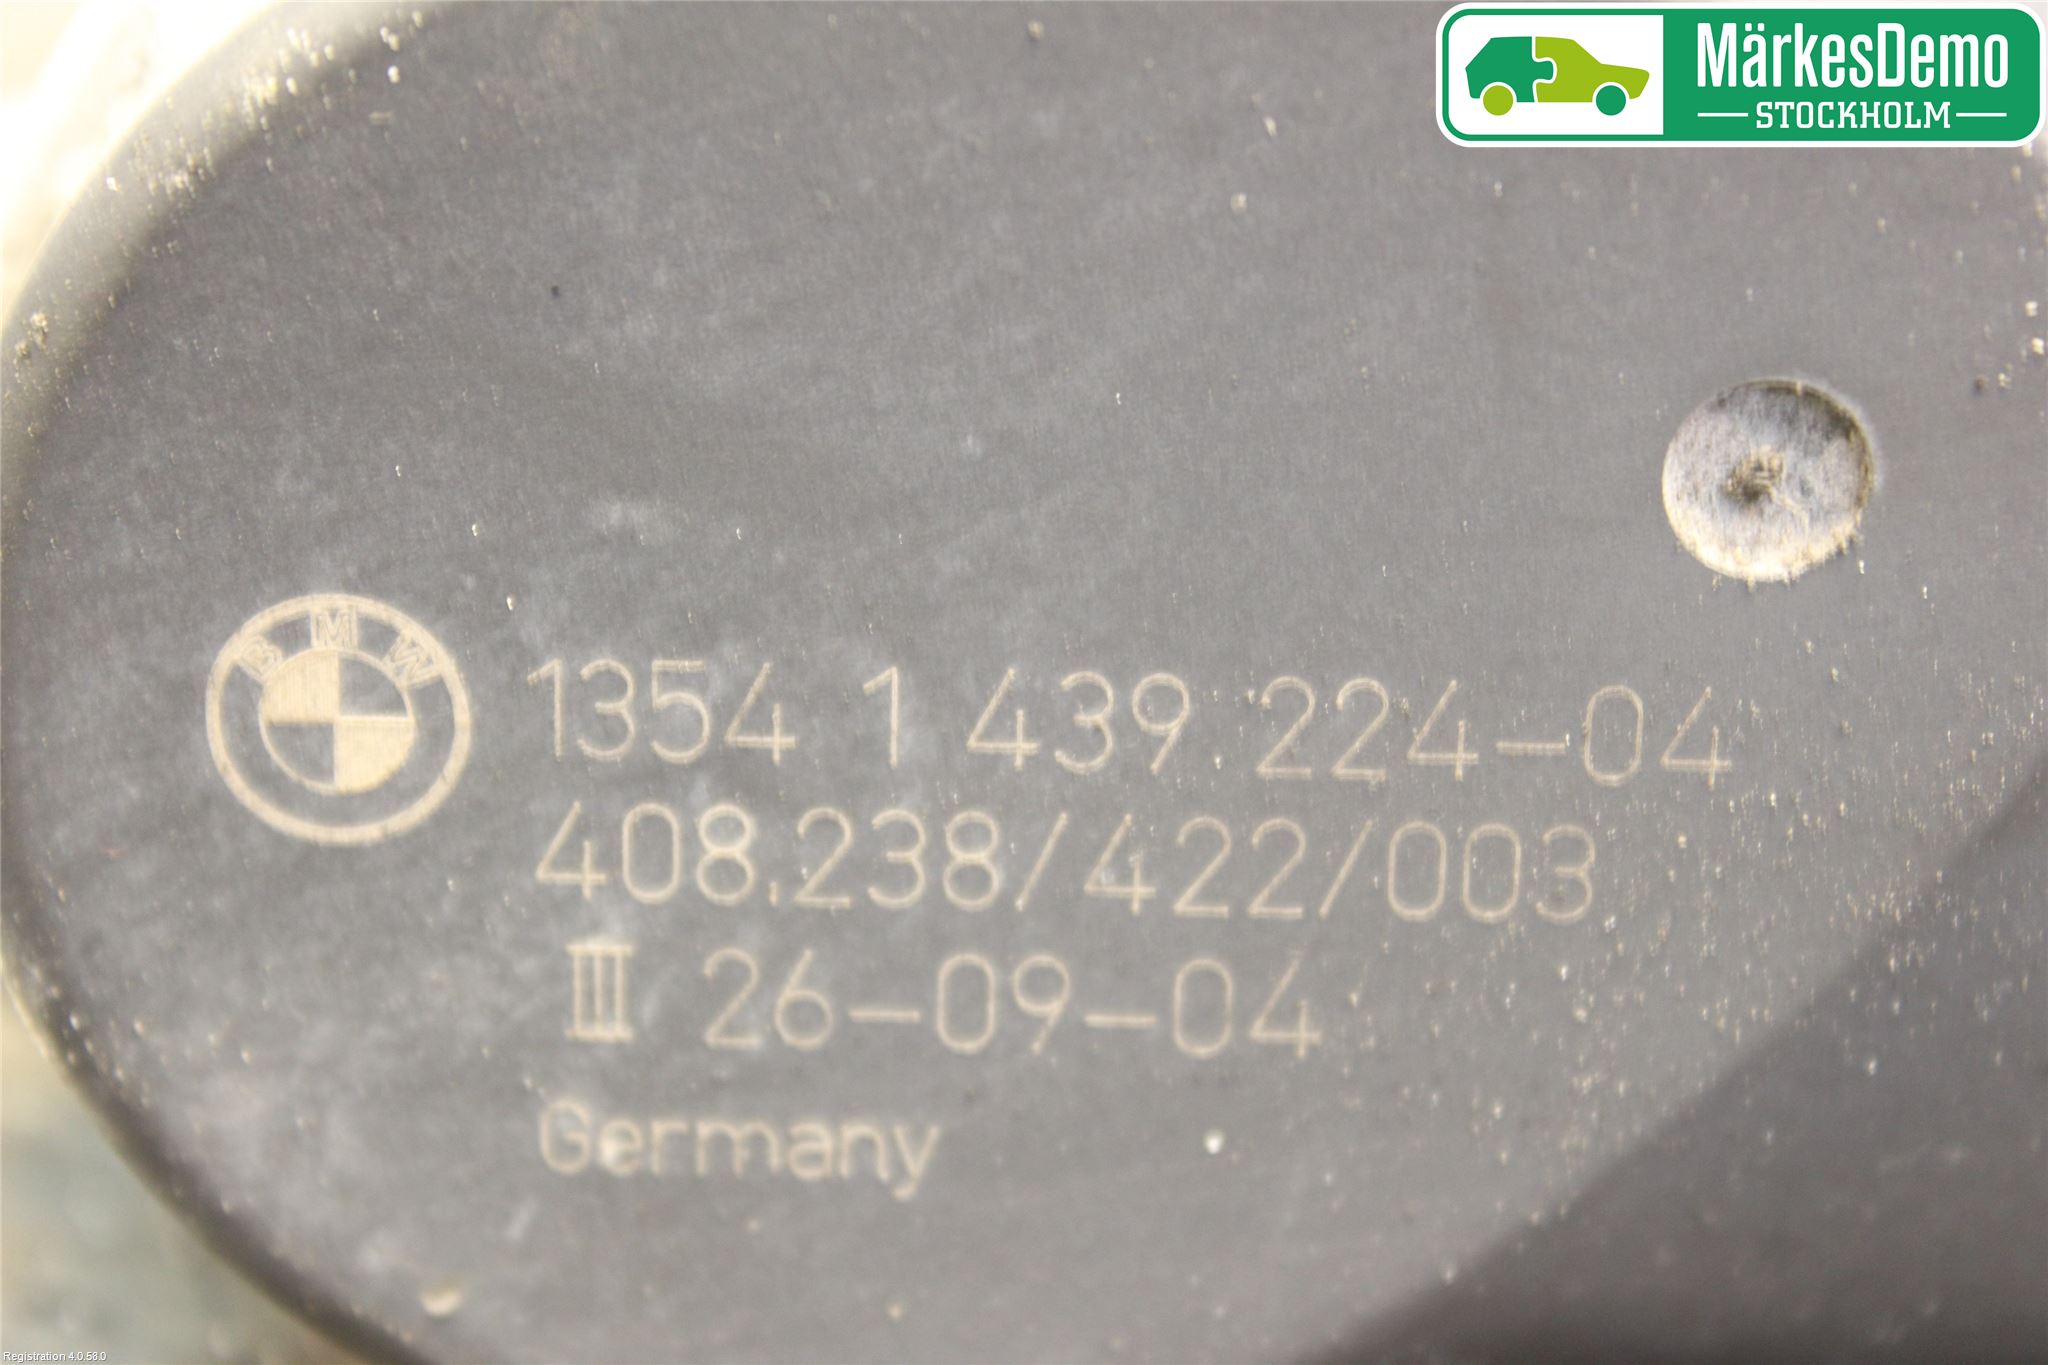 MärkesDemo
STOCKHOLM
BMW
1354 1 439.224-04
408.238/422/003
III 26-09-04
Germany
Registration 4.0.58.0